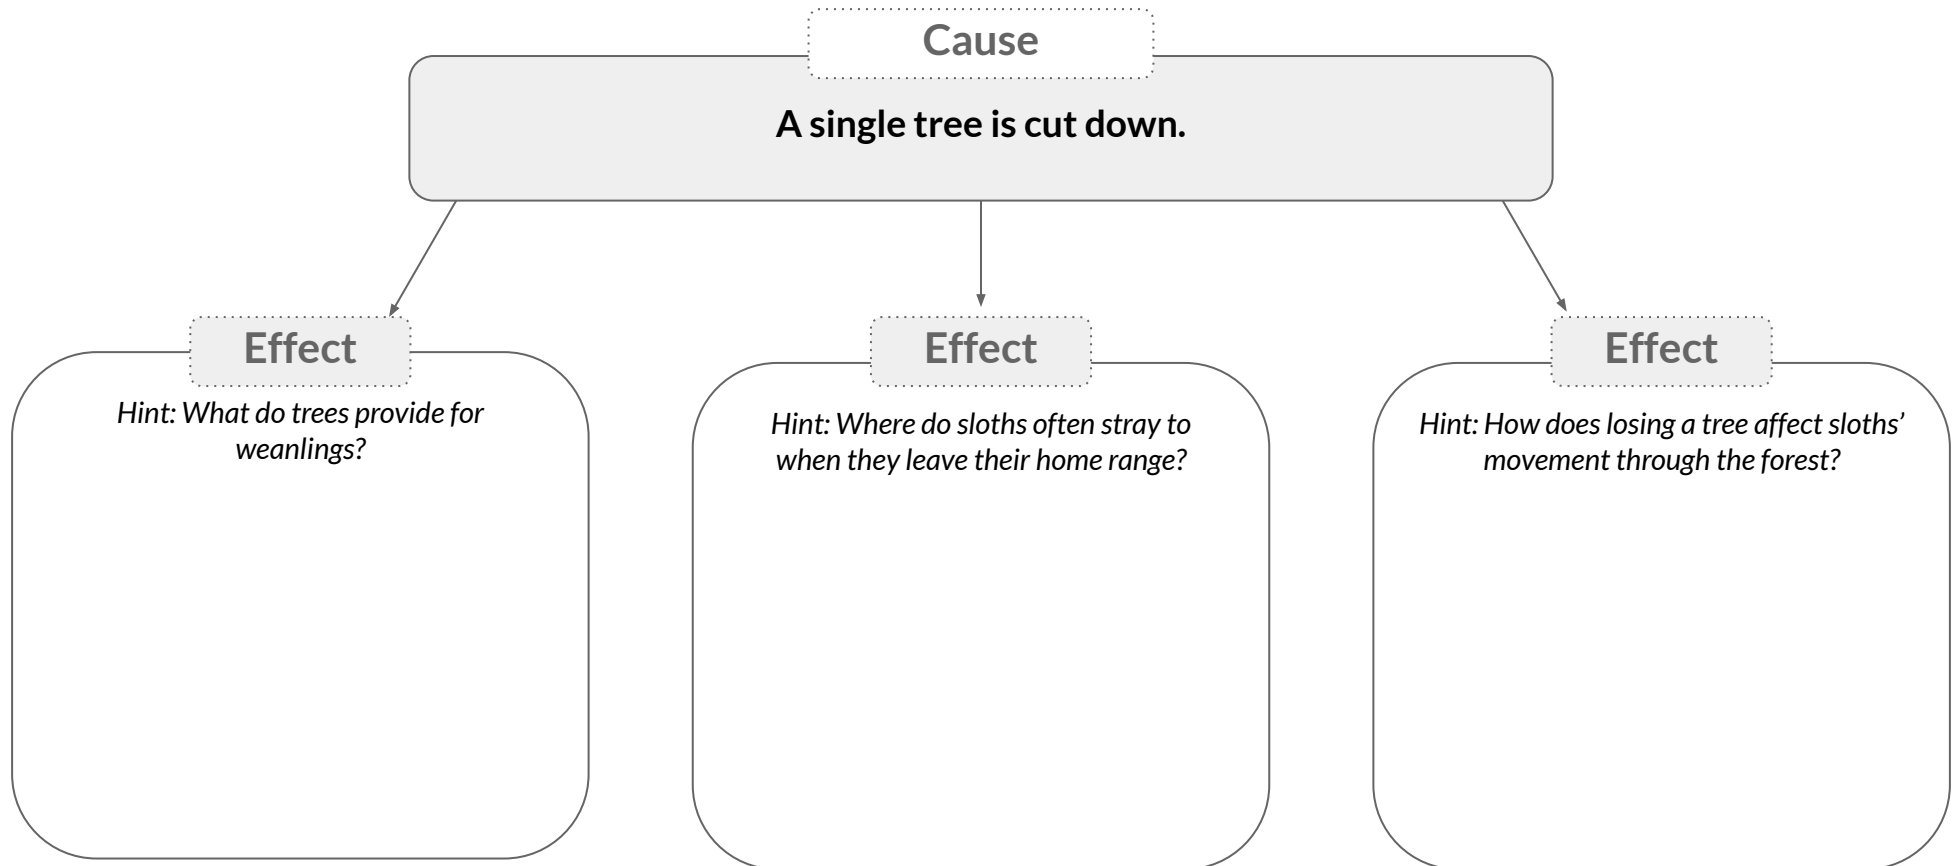 Cause
A single tree is cut down.
Effect
Hint: What do trees provide for
weanlings?
Effect
Hint: Where do sloths often stray to
when they leave their home range?
Effect
Hint: How does losing a tree affect sloths’
movement through the forest?